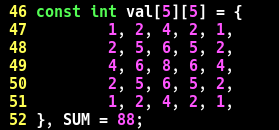 46 const int val[5][5] = {
47         1, 2, 4, 2, 1,
48         2, 5, 6, 5, 2,
49         4, 6, 8, 6, 4,
50         2, 5, 6, 5, 2,
51         1, 2, 4, 2, 1,
52 }, SUM = 88;